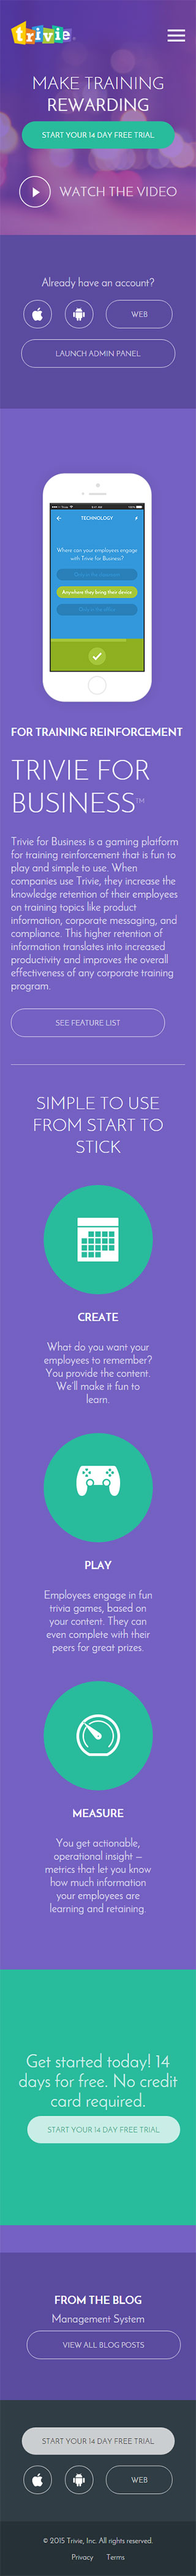 trivie
MAKE TRAINING
REWARDING
START YOUR 14 DAY FREE TRIAL
WATCH THE VIDEO
Already have an account?
WEB
LAUNCH ADMIN PANEL
TECHNOLOGY
Where can your employees engage
with Trivie for Business?
Anywhere they bring their device
FOR TRAINING REINFORCEMENT
TRIVIE FOR
BUSINESS™
Trivie for Business is a gaming platform
for training reinforcement that is fun to
play and simple to use. When
companies use Trivie, they increase the
knowledge retention of their employees
on training topics like product
information, corporate messaging, and
compliance. This higher retention of
information translates into increased
productivity and improves the overall
effectiveness of any corporate training
program.
SEE FEATURE LIST
SIMPLE TO USE
FROM START TO
STICK
CREATE
What do you want your
employees to remember?
You provide the content.
We'll make it fun to
learn.
PLAY
Employees engage in fun
trivia games, based on
your content. They can
even complete with their
peers for great prizes.
MEASURE
You get actionable,
operational insight –
metrics that let you know
how much information
your employees are
learning and retaining.
Get started today! 14
days for free. No credit
card required.
START YOUR 14 DAY FREE TRIAL
FROM THE BLOG
Management System
VIEW ALL BLOG POSTS
START YOUR 14 DAY FREE TRIAL
WEB
© 2015 Trivie, Inc. All rights reserved.
Privacy Terms